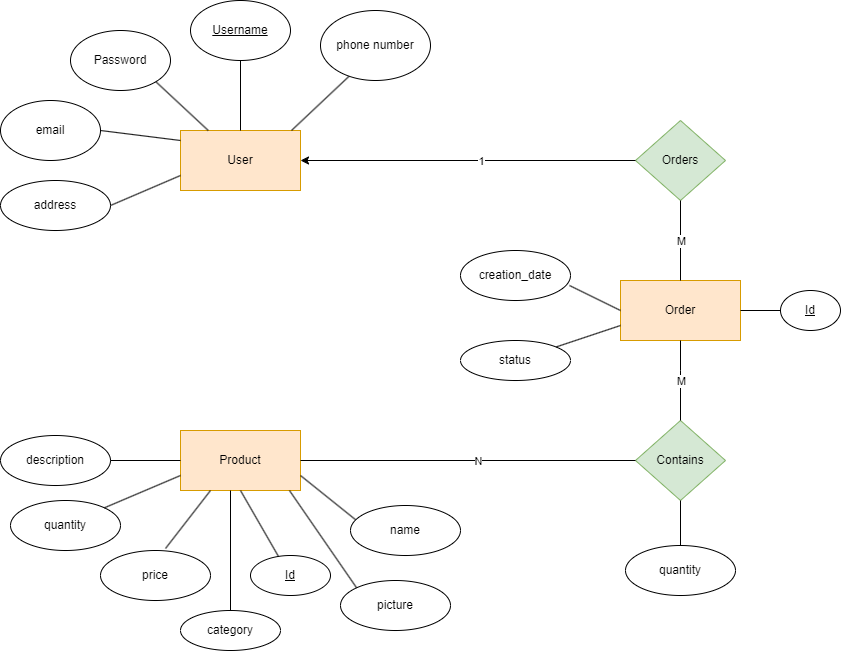 Username
phone number
Password
email
User
1
Orders
address
M
creation_date
Order
Id
status
M
description
Product
N
Contains
quantity
name
price
Id
quantity
picture
category